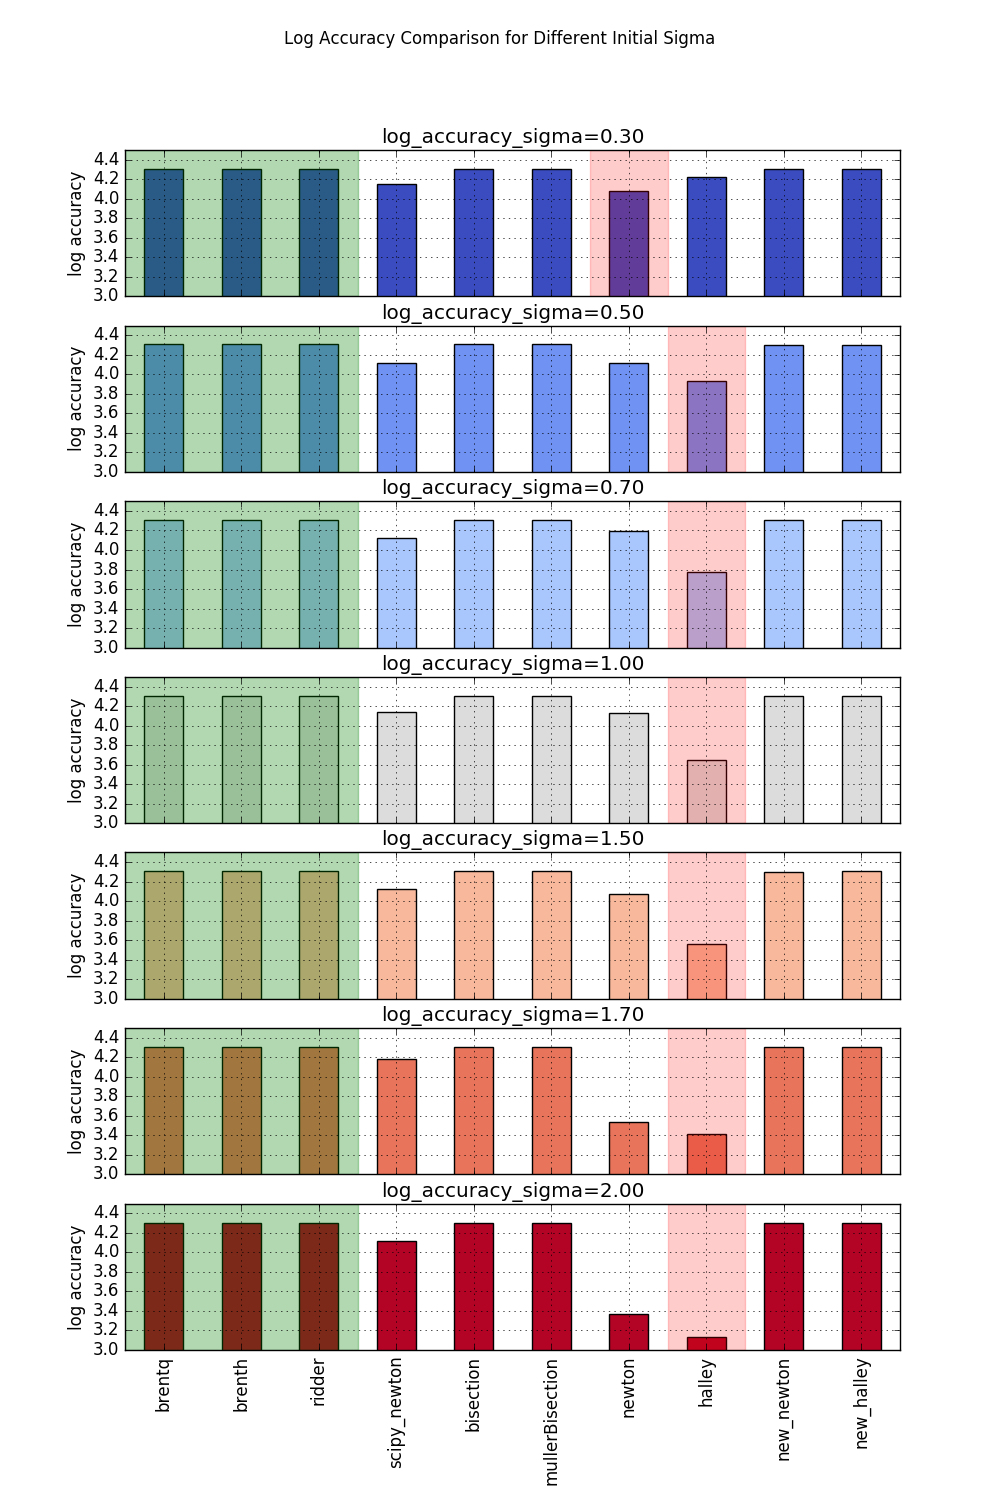 Log Accuracy Comparison for Different Initial Sigma
log_accuracy_sigma=0.30
4.4
4.2
4.0
3.8
3.6
3.4
3.2
3.0
log accuracy
log_accuracy_sigma=0.50
4.4
4.2
4.0
3.8
3.6
3.4
3.2
3.0
log accuracy
log_accuracy_sigma=0.70
4.4
4.2
4.0
3.8
3.6
3.4
3.2
3.0
log accuracy
log_accuracy_sigma=1.00
4.4
4.2
4.0
3.8
3.6
3.4
3.2
3.0
log accuracy
log_accuracy_sigma=1.50
4.4
4.2
4.0
3.8
3.6
3.4
3.2
3.0
log accuracy
log_accuracy_sigma=1.70
4.4
4.2
4.0
3.8
3.6
3.4
3.2
3.0
log accuracy
log_accuracy_sigma=2.00
4.4
4.2
4.0
3.8
3.6
3.4
3.2
3.0
log accuracy
brentq
brenth
ridder
scipy_newton
bisection
mullerBisection
newton
halley
new_newton
new_halley